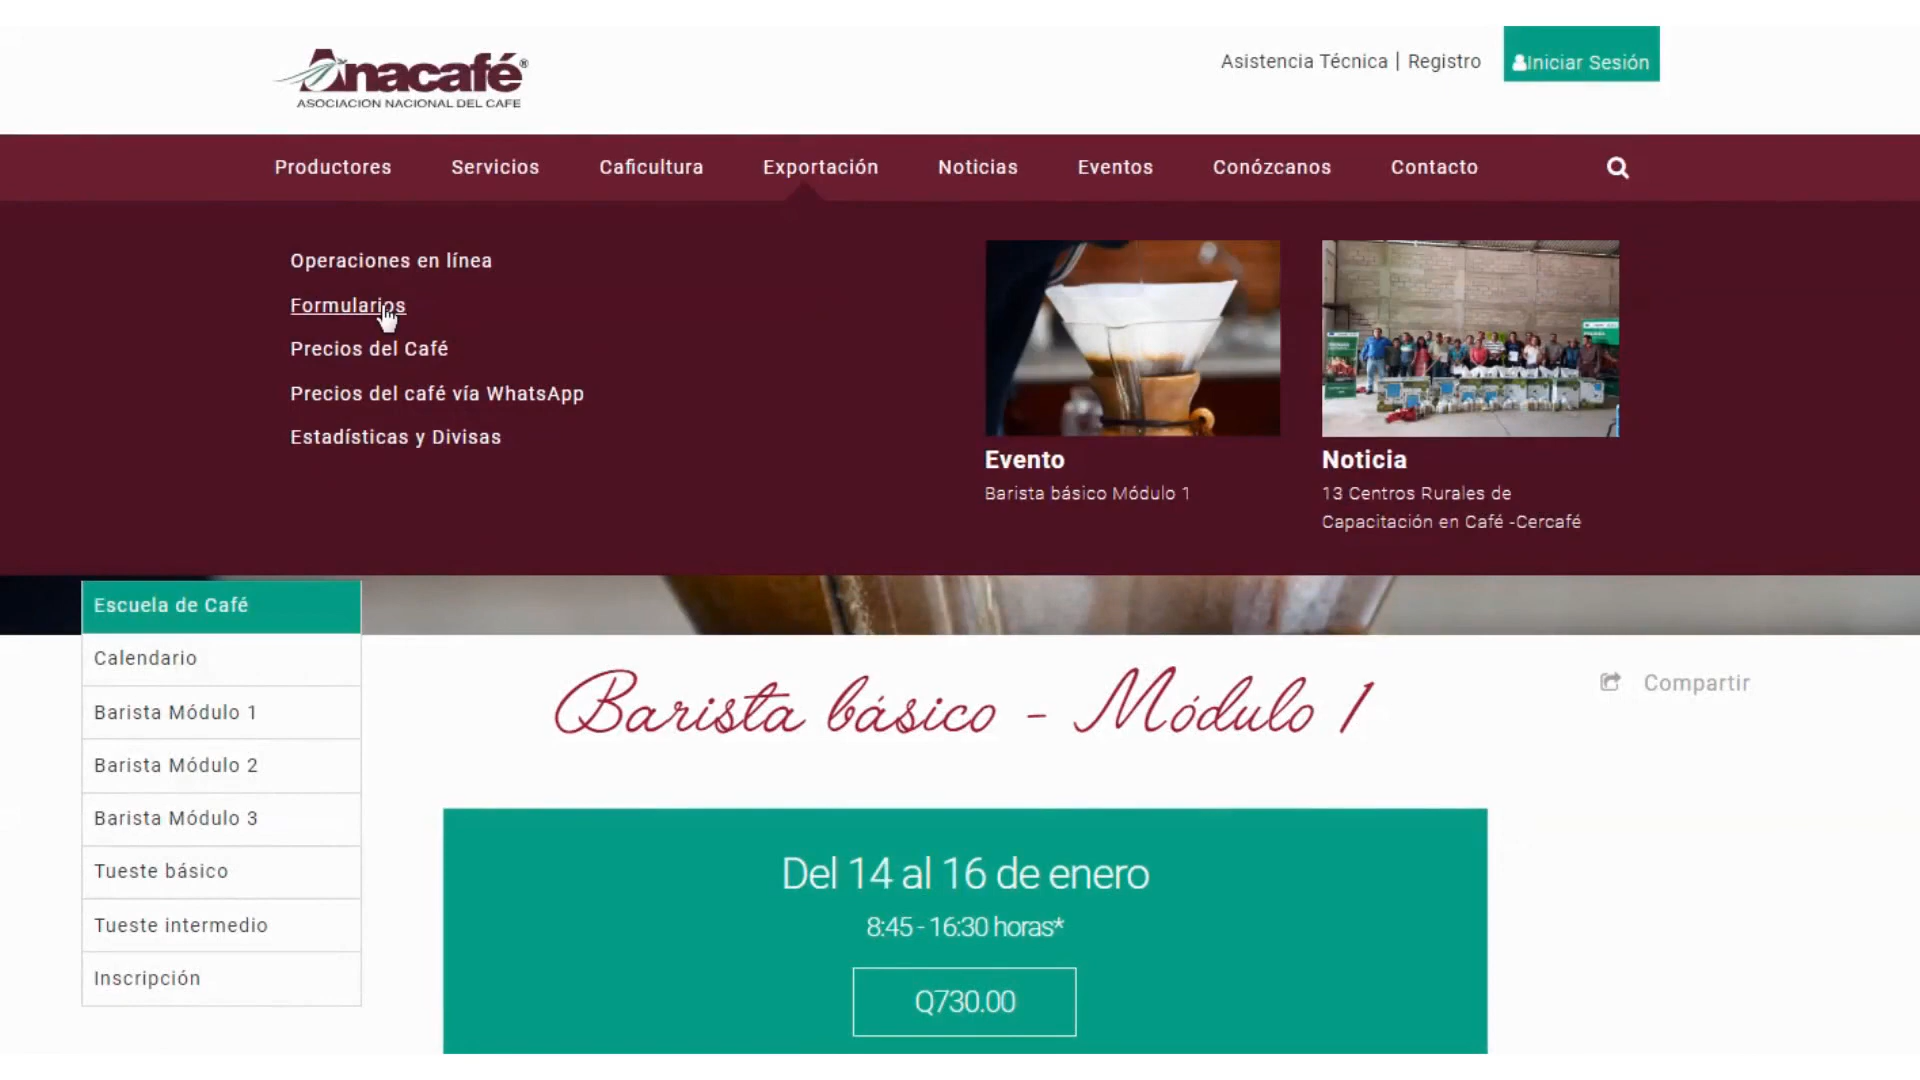 Anacafé®
ASOCIACION NACIONAL DEL CAFE
Asistencia Técnica | Registro
Iniciar Sesión
Productores
Servicios
Caficultura
Exportación
Noticias
Eventos
Conózcanos
Contacto
Operaciones en línea
Formularios
Precios del Café
Precios del café vía WhatsApp
Estadísticas y Divisas
Evento
Barista básico Módulo 1
Noticia
13 Centros Rurales de
Capacitación en Café -Cercafé
Escuela de Café
Calendario
Barista Módulo 1
Barista Módulo 2
Barista Módulo 3
Tueste básico
Tueste intermedio
Inscripción
Barista básico - Módulo 1
Compartir
Del 14 al 16 de enero
8:45 - 16:30 horas*
Q730.00